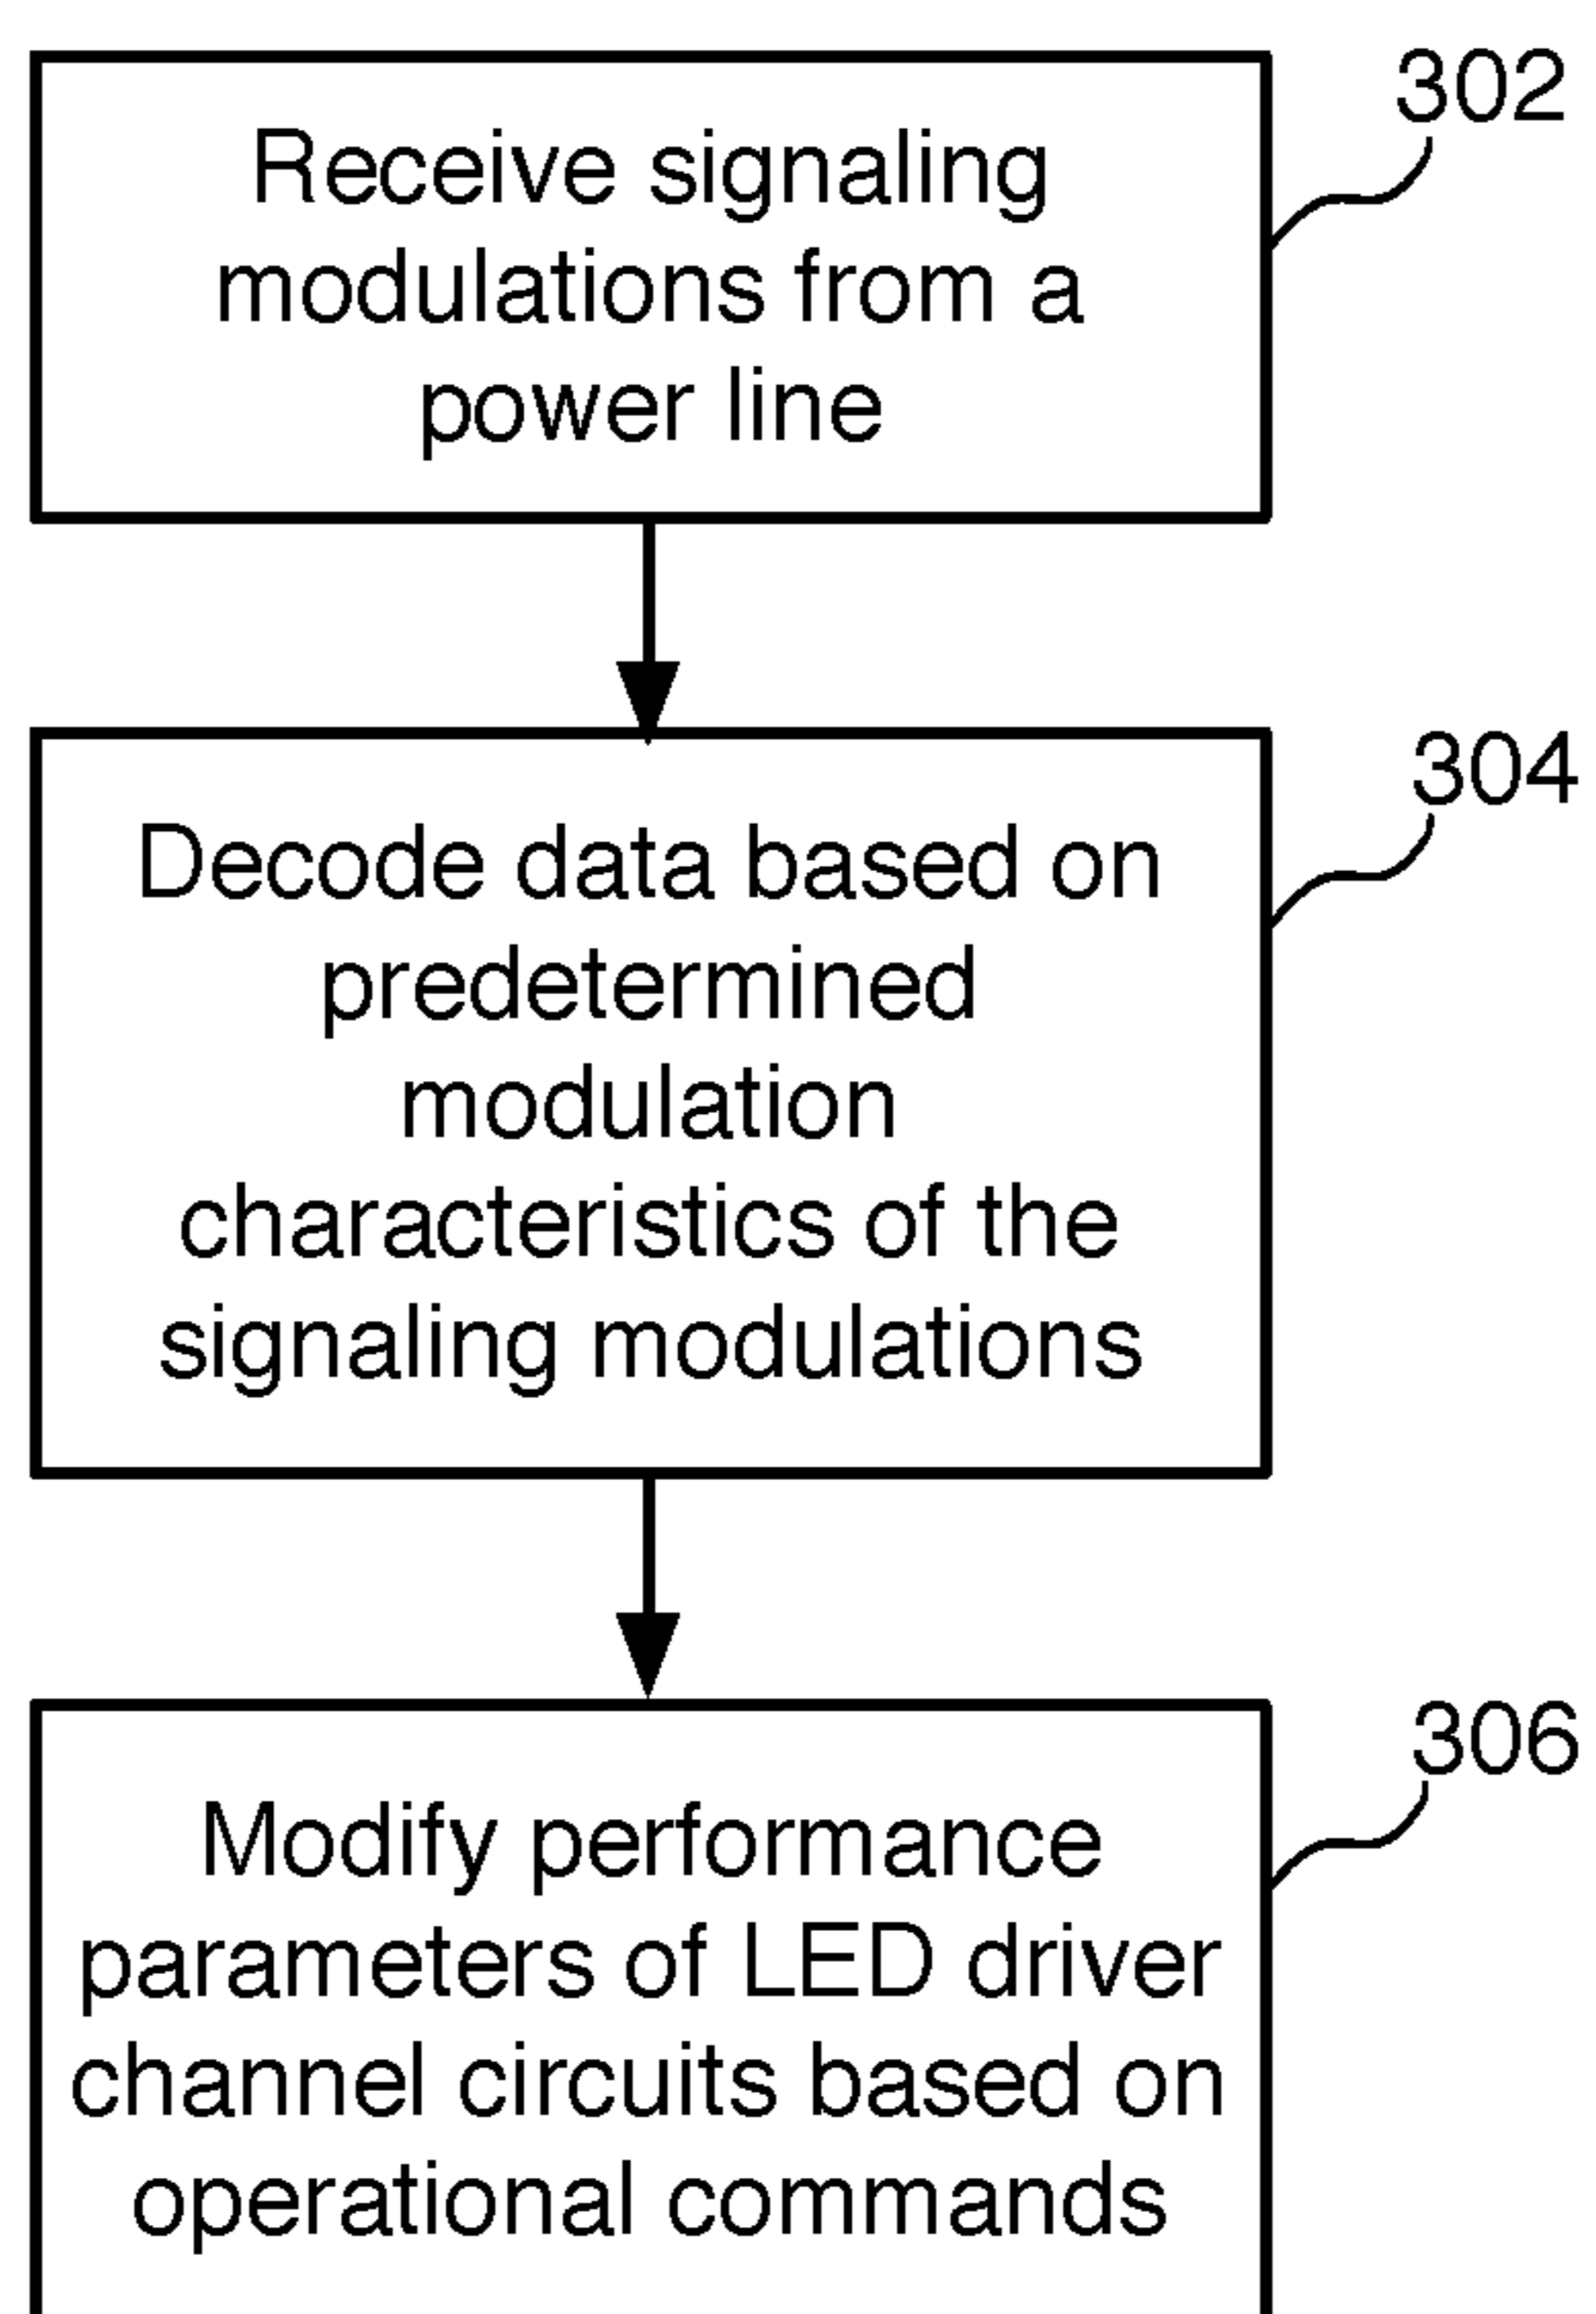 302
Receive signaling
modulations from a
power line
304
Decode data based on
predetermined
modulation
characteristics of the
signaling modulations
306
Modify performance
parameters of LED driver
channel circuits based on
operational commands